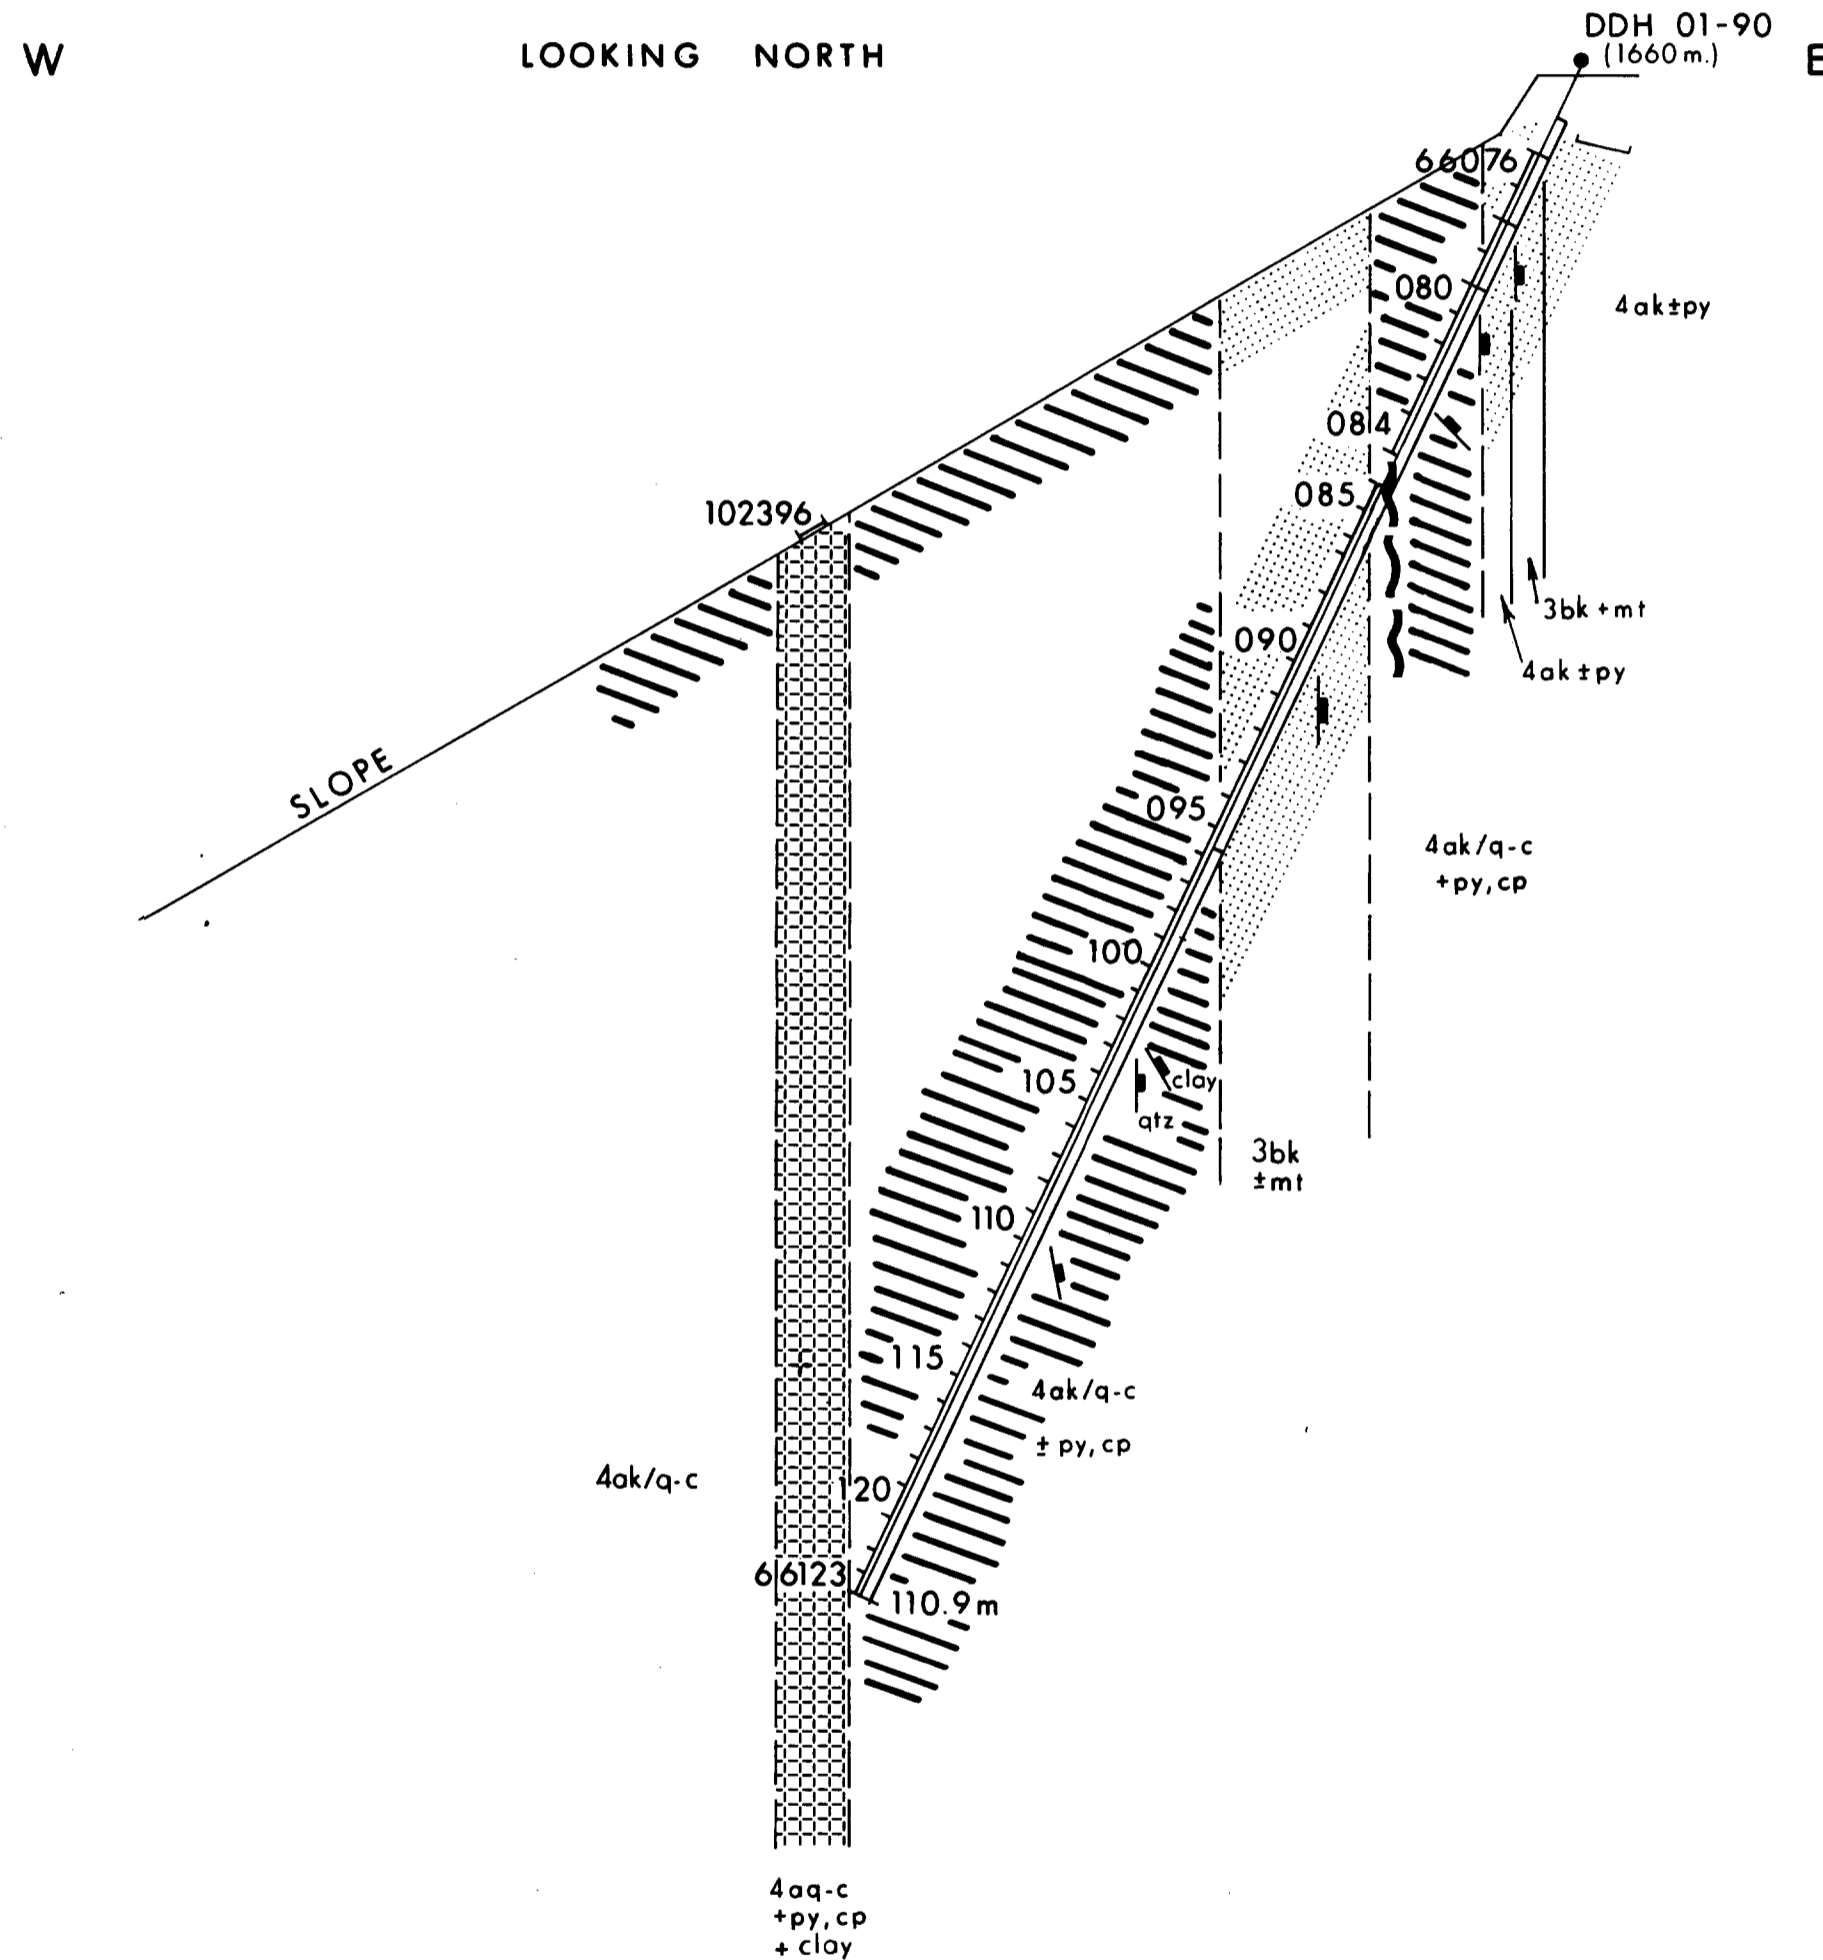 DDH 01-90
W LOOKING NORTH (1660 m.) E
66076
4ak±py
080
084
085
102396
3bk+mt
090
4ak±py
SLOPE
095
4ak/q-c
+py,cp
100
105
clay
qtz
3bk
±mt
110
115
4ak/q-c
± py,cp
4ak/q-c
120
66123
110.9m
4aq-c
+py,cp
+ clay